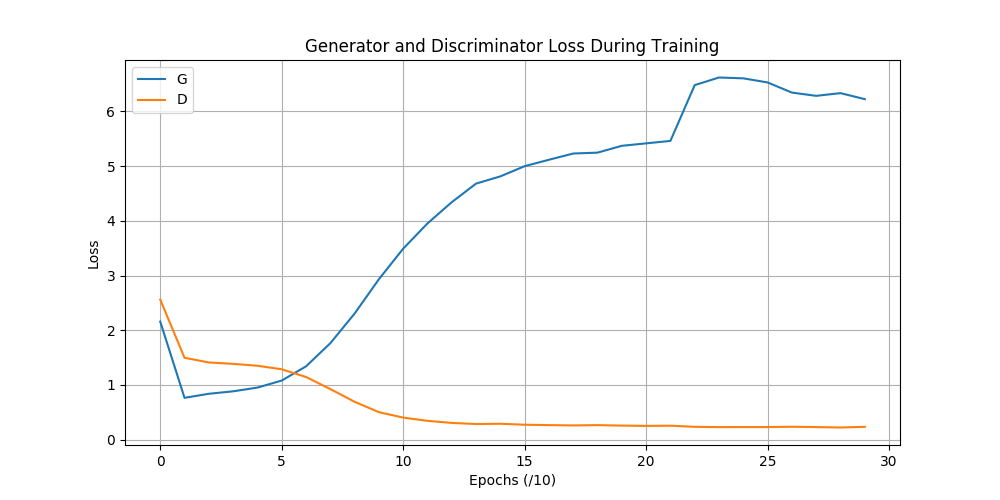 Generator and Discriminator Loss During Training
G
D
6
5
4
3
2
1
0
Loss
0 5 10 15 20 25 30
Epochs (/10)